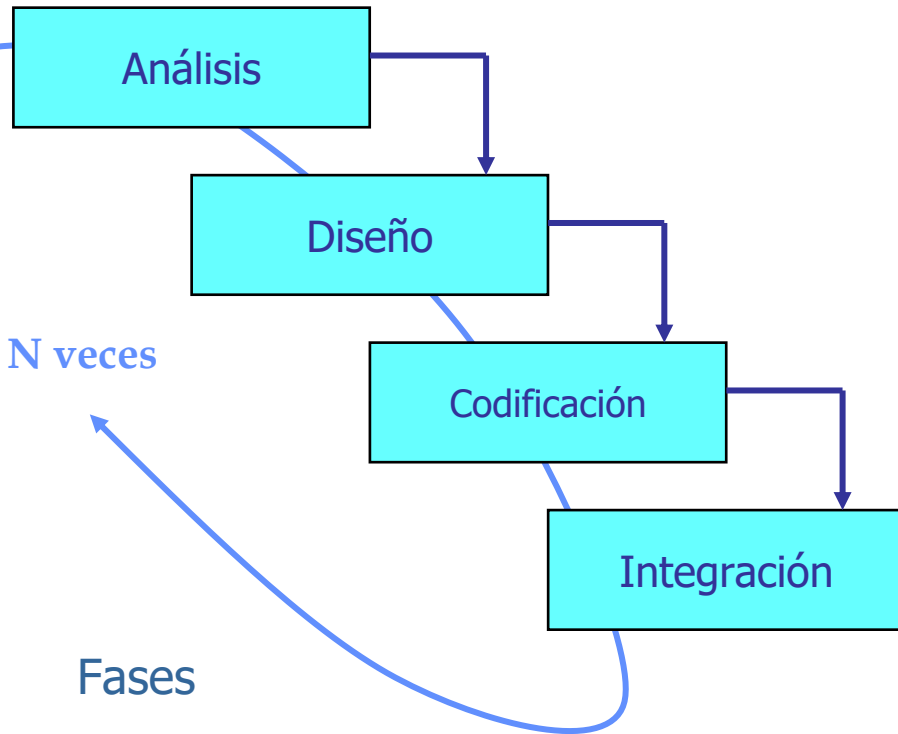 Análisis
Diseño
N veces
Codificación
Integración
Fases